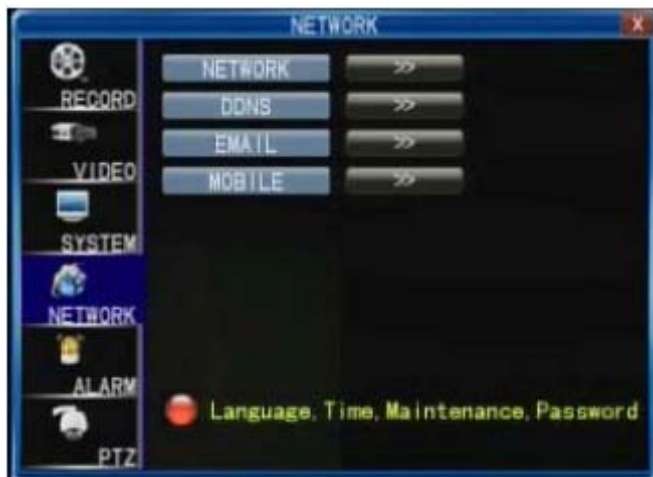 NETWORK
X
RECORD
VIDEO
SYSTEM
NETWORK
ALARM
PTZ
NETWORK >>
DDNS >>
EMAIL >>
MOBILE >>
Language, Time, Maintenance, Password